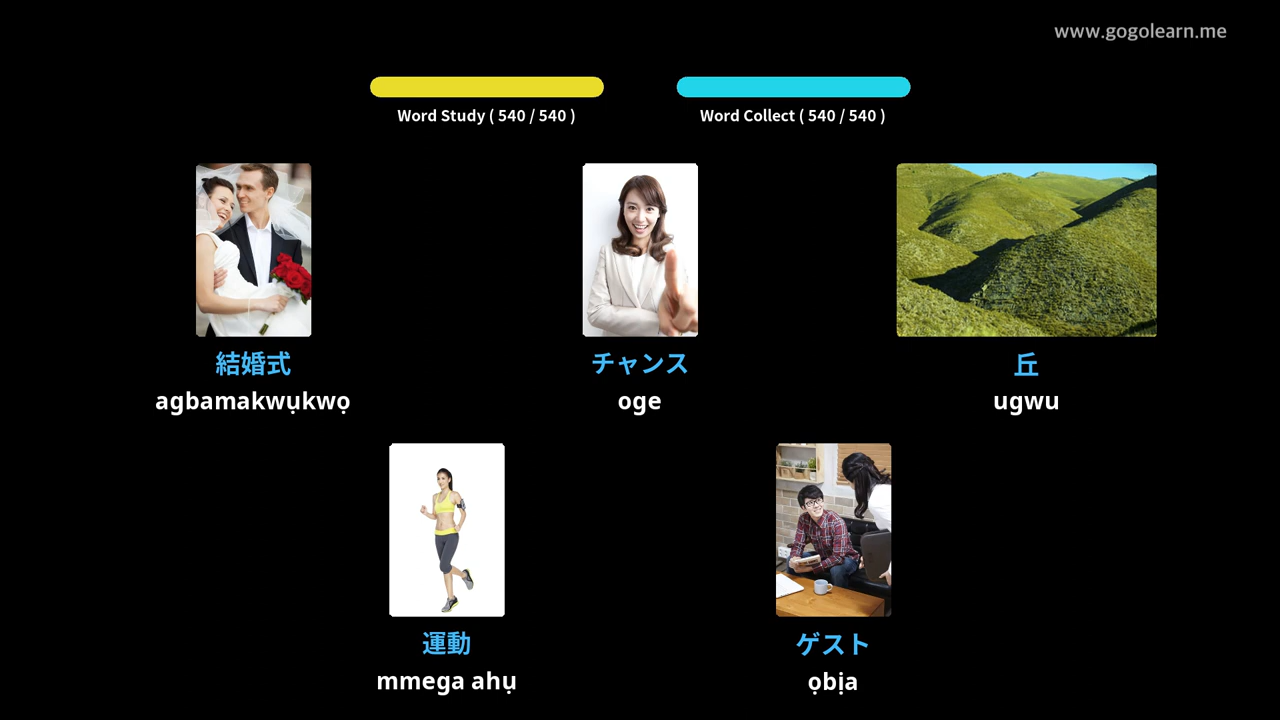 www.gogolearn.me
Word Study ( 540 / 540 )
Word Collect ( 540 / 540 )
結婚式
agbamakwụkwọ
チャンス
oge
丘
ugwu
運動
mmega ahụ
ゲスト
ọbịa